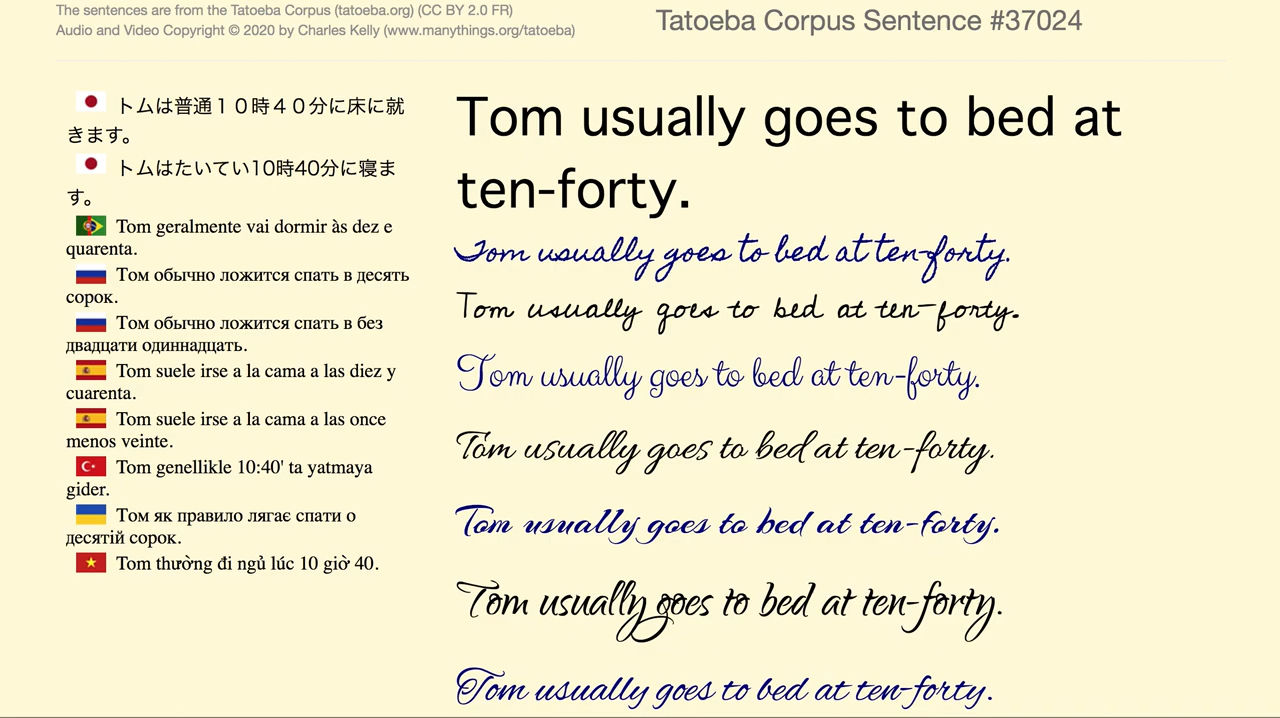 The sentences are from the Tatoeba Corpus (tatoeba.org) (CC BY 2.0 FR)
Audio and Video Copyright © 2020 by Charles Kelly (www.manythings.org/tatoeba)
Tatoeba Corpus Sentence #37024
トムは普通１０時４０分に床に就
きます。
トムはたいてい10時40分に寝ま
す。
Tom geralmente vai dormir às dez e
quarenta.
Том обычно ложится спать в десять
сорок.
Том обычно ложится спать в без
двадцати одиннадцать.
Tom suele irse a la cama a las diez y
cuarenta.
Tom suele irse a la cama a las once
menos veinte.
Tom genellikle 10:40' ta yatmaya
gider.
Том як правило лягає спати о
десятій сорок.
Tom thường đi ngủ lúc 10 giờ 40.
Tom usually goes to bed at
ten-forty.
Tom usually goes to bed at ten-forty.
Tom usually goes to bed at ten-forty.
Tom usually goes to bed at ten-forty.
Tom usually goes to bed at ten-forty.
Tom usually goes to bed at ten-forty.
Tom usually goes to bed at ten-forty.
Tom usually goes to bed at ten-forty.